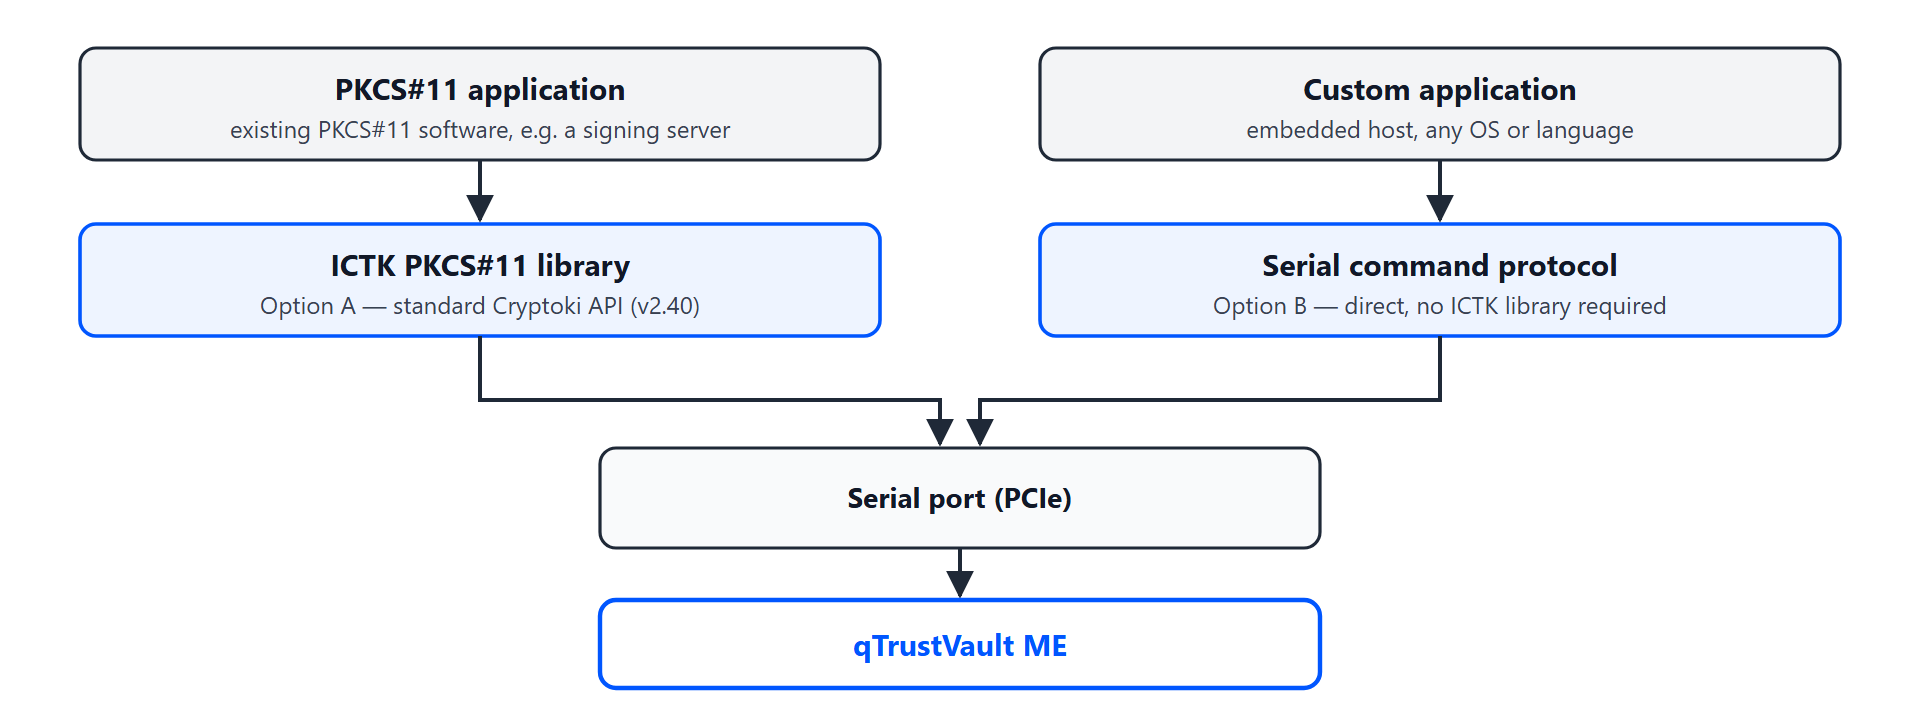 PKCS#11 application
existing PKCS#11 software, e.g. a signing server
Custom application
embedded host, any OS or language
ICTK PKCS#11 library
Option A — standard Cryptoki API (v2.40)
Serial command protocol
Option B — direct, no ICTK library required
Serial port (PCIe)
qTrustVault ME